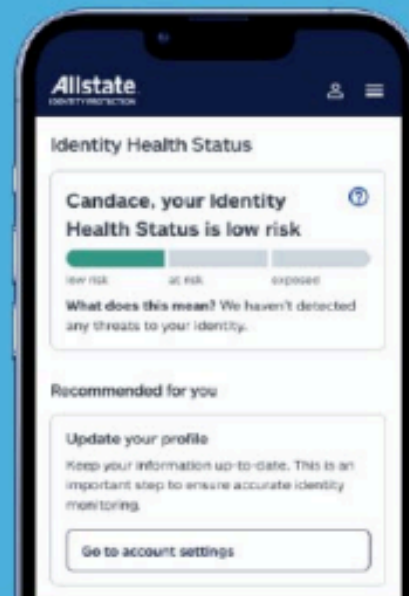 Allstate
IDENTITY PROTECTION
Identity Health Status
Candace, your Identity
Health Status is low risk
low risk at risk exposed
What does this mean? We haven't detected
any threats to your identity.
Recommended for you
Update your profile
Keep your information up-to-date. This is an
important step to ensure accurate identity
monitoring.
Go to account settings